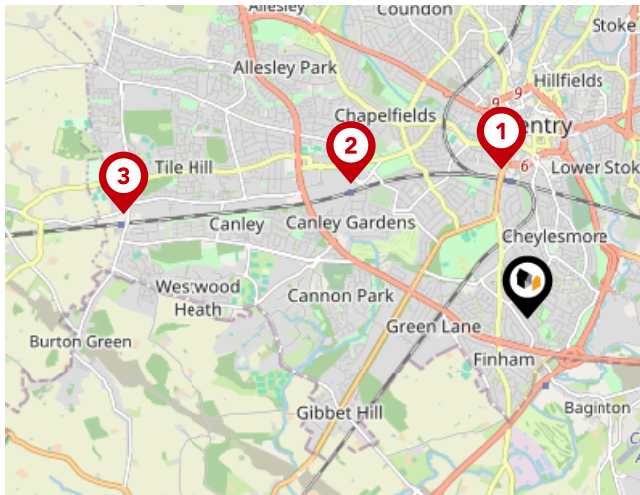 Allesley
Coundon
Stoke
Allesley Park
Hillfields
9
9
Chapelfields
entry
1
2
6
Lower Stok
3
Tile Hill
Canley
Canley Gardens
Cheylesmore
Westwood
Heath
Cannon Park
Green Lane
Burton Green
Finham
Gibbet Hill
Baginton
C
A